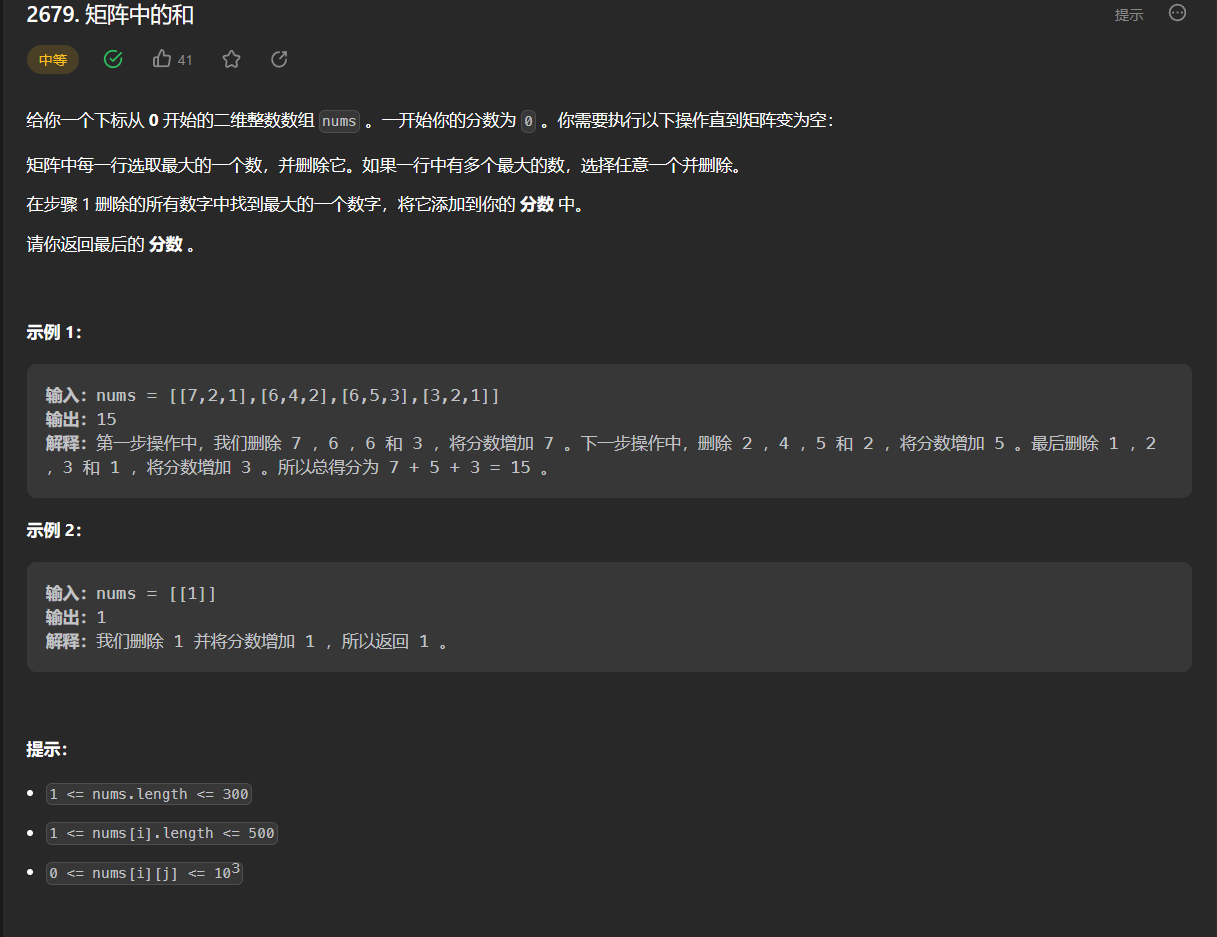 2679. 矩阵中的和
提示
中等
41
给你一个下标从 0 开始的二维整数数组 nums 。一开始你的分数为 0 。你需要执行以下操作直到矩阵变为空：
矩阵中每一行选取最大的一个数，并删除它。如果一行中有多个最大的数，选择任意一个并删除。
在步骤 1 删除的所有数字中找到最大的一个数字，将它添加到你的 分数 中。
请你返回最后的 分数 。
示例 1：
输入：nums = [[7,2,1],[6,4,2],[6,5,3],[3,2,1]]
输出：15
解释：第一步操作中，我们删除 7 ，6 ，6 和 3 ，将分数增加 7 。下一步操作中，删除 2 ，4 ，5 和 2 ，将分数增加 5 。最后删除 1 ，2
，3 和 1 ，将分数增加 3 。所以总得分为 7 + 5 + 3 = 15 。
示例 2：
输入：nums = [[1]]
输出：1
解释：我们删除 1 并将分数增加 1 ，所以返回 1 。
提示：
1 <= nums.length <= 300
1 <= nums[i].length <= 500
0 <= nums[i][j] <= 10³